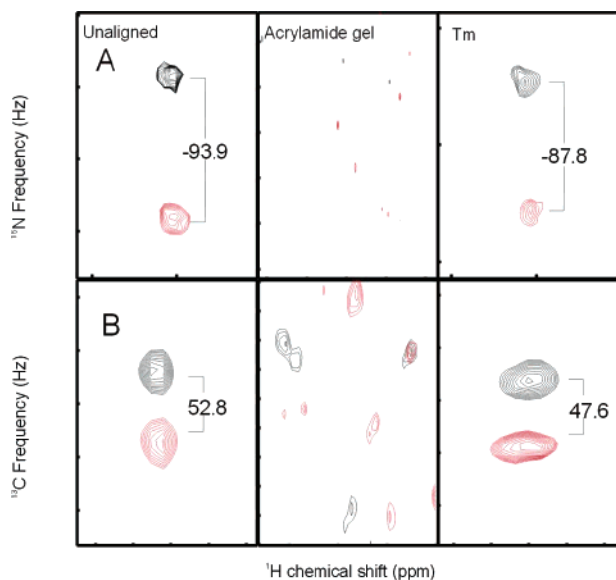 Unaligned
Acrylamide gel
Tm
A
-93.9
-87.8
¹⁵N Frequency (Hz)
B
52.8
47.6
¹³C Frequency (Hz)
¹H chemical shift (ppm)